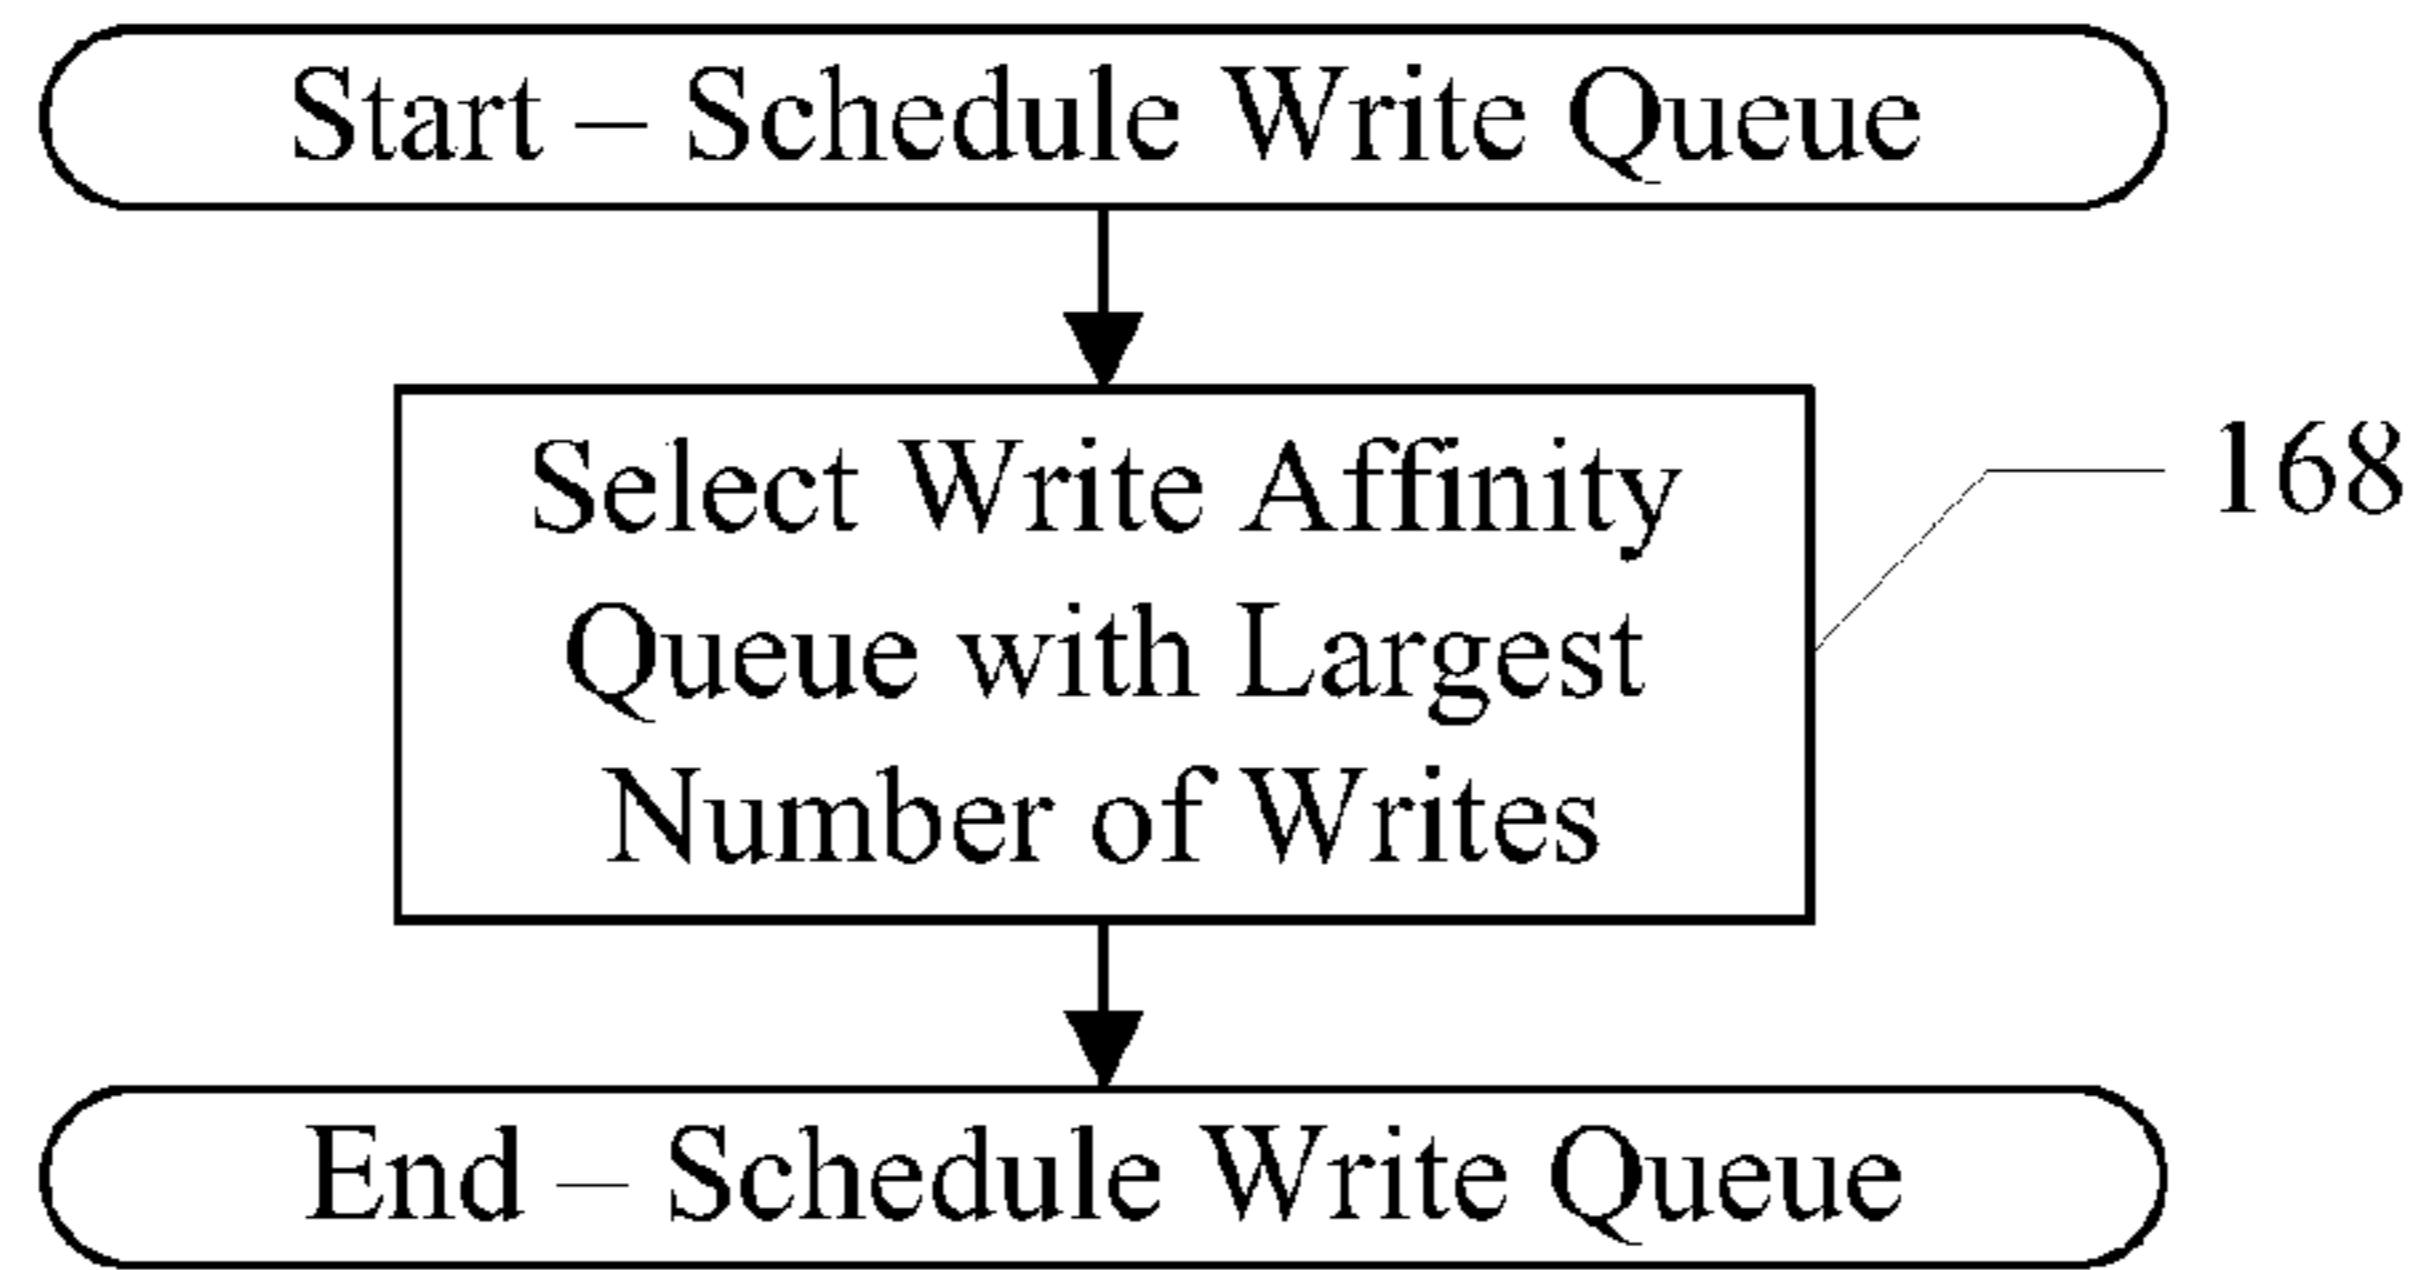 Start – Schedule Write Queue
Select Write Affinity
Queue with Largest
Number of Writes
168
End – Schedule Write Queue